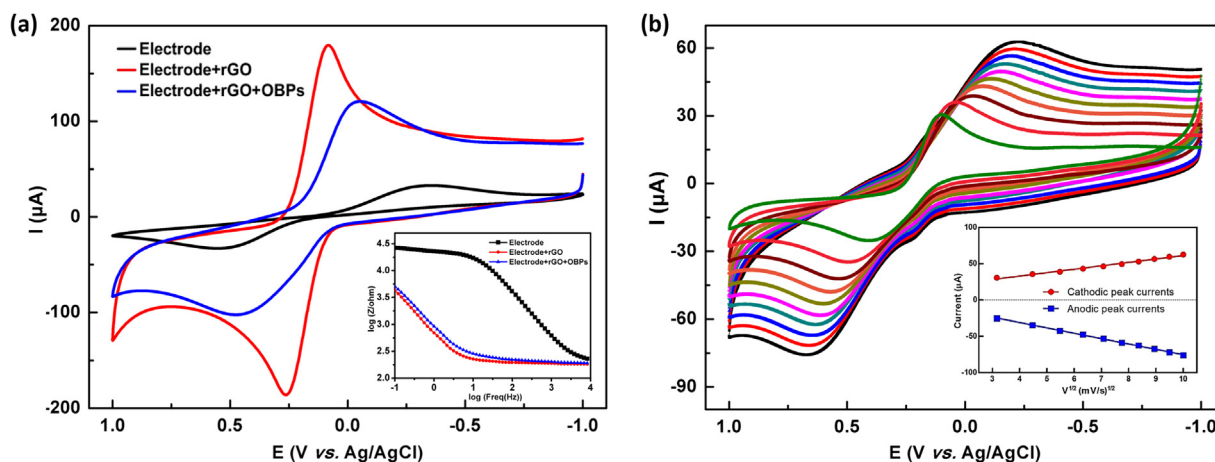 (a)
200
100
0
-100
-200
I (µA)
Electrode
Electrode+rGO
Electrode+rGO+OBPs
1.0 0.5 0.0 -0.5 -1.0
E (V vs. Ag/AgCl)
4.5
4.0
3.5
3.0
2.5
2.0
log (Z/ohm)
Electrode
Electrode+rGO
Electrode+rGO+OBPs
-1 0 1 2 3 4
log (Freq(Hz))
(b)
60
30
0
-30
-60
-90
I (µA)
1.0 0.5 0.0 -0.5 -1.0
E (V vs. Ag/AgCl)
100
50
0
-50
-100
Current (µA)
Cathodic peak currents
Anodic peak currents
3 4 5 6 7 8 9 10
V1/2 (mV/s)1/2